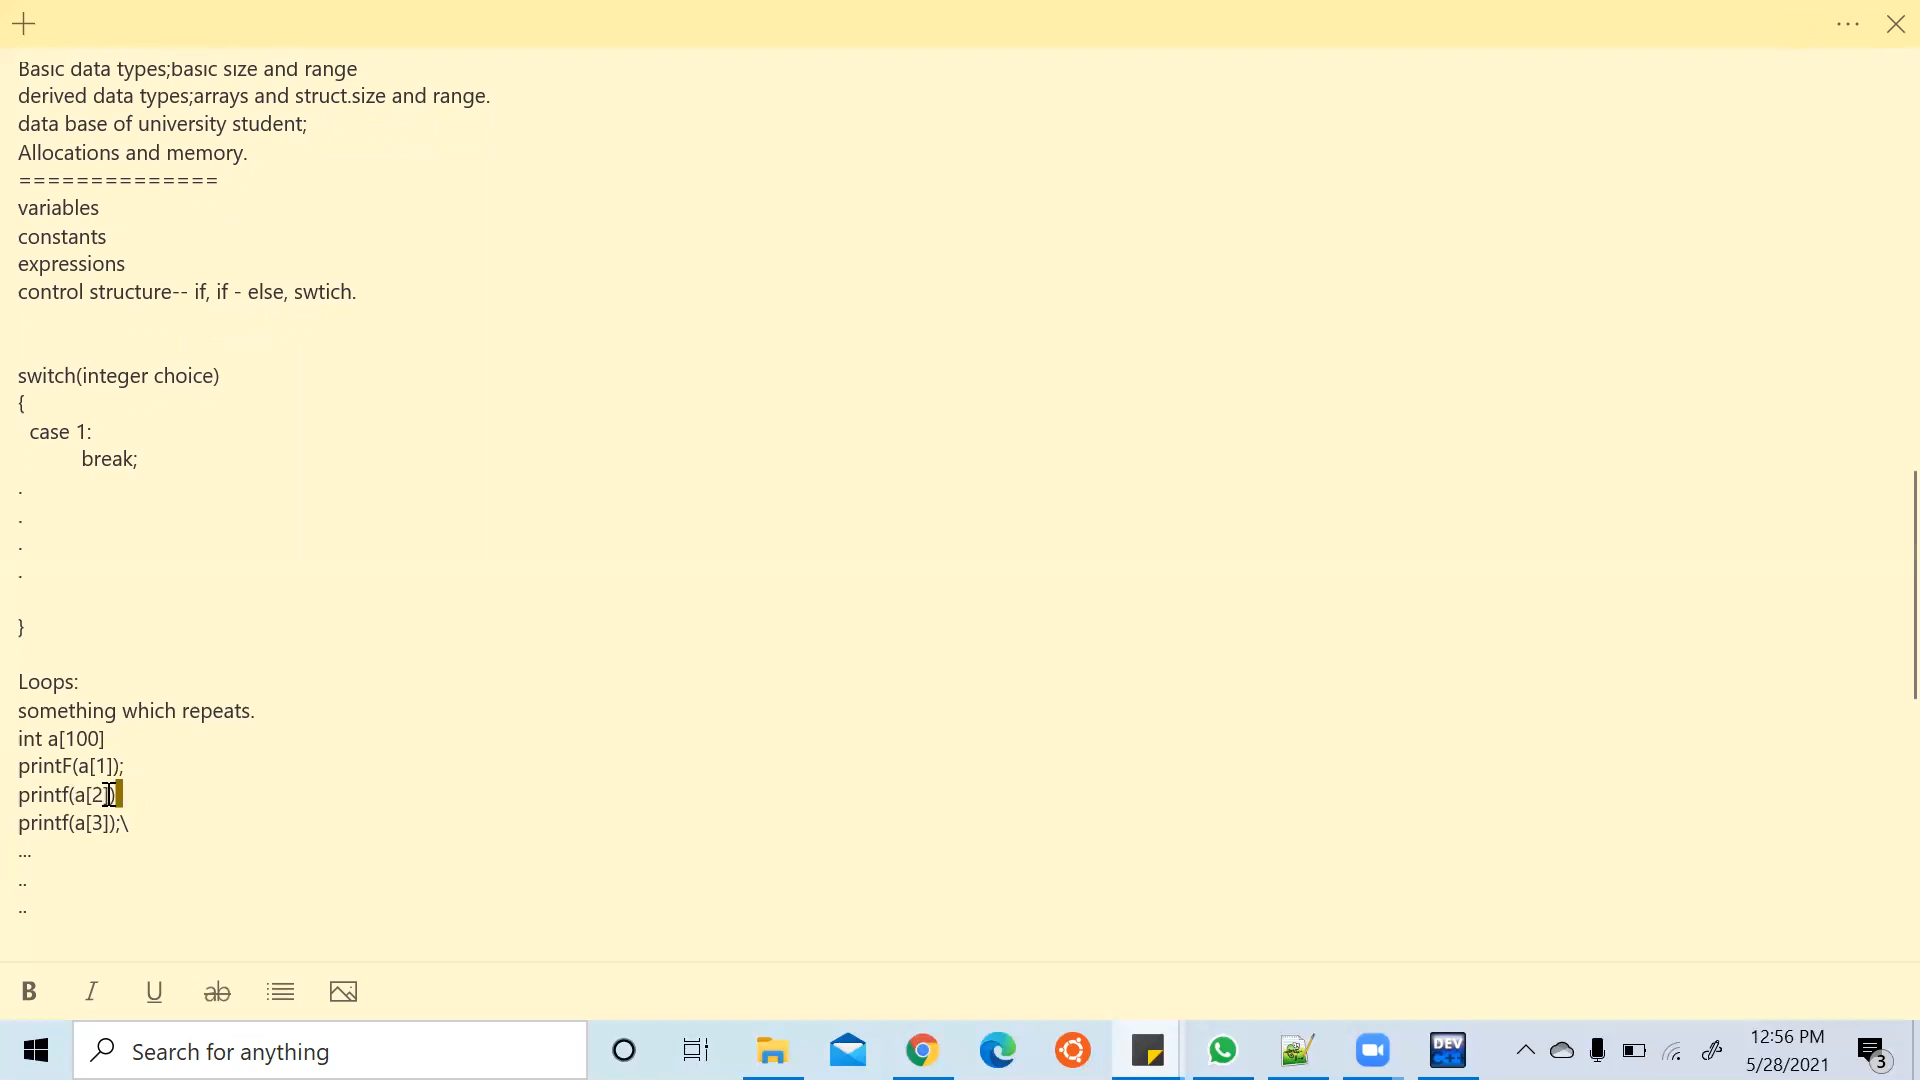 Basic data types;basic size and range
derived data types;arrays and struct.size and range.
data base of university student;
Allocations and memory.
==============
variables
constants
expressions
control structure-- if, if - else, swtich.
switch(integer choice)
{
case 1:
break;
.
.
.
.
}
Loops:
something which repeats.
int a[100]
printF(a[1]);
printf(a[2])
printf(a[3]);\
...
..
..
B I U ab
Search for anything
DEV C++
12:56 PM
5/28/2021
3